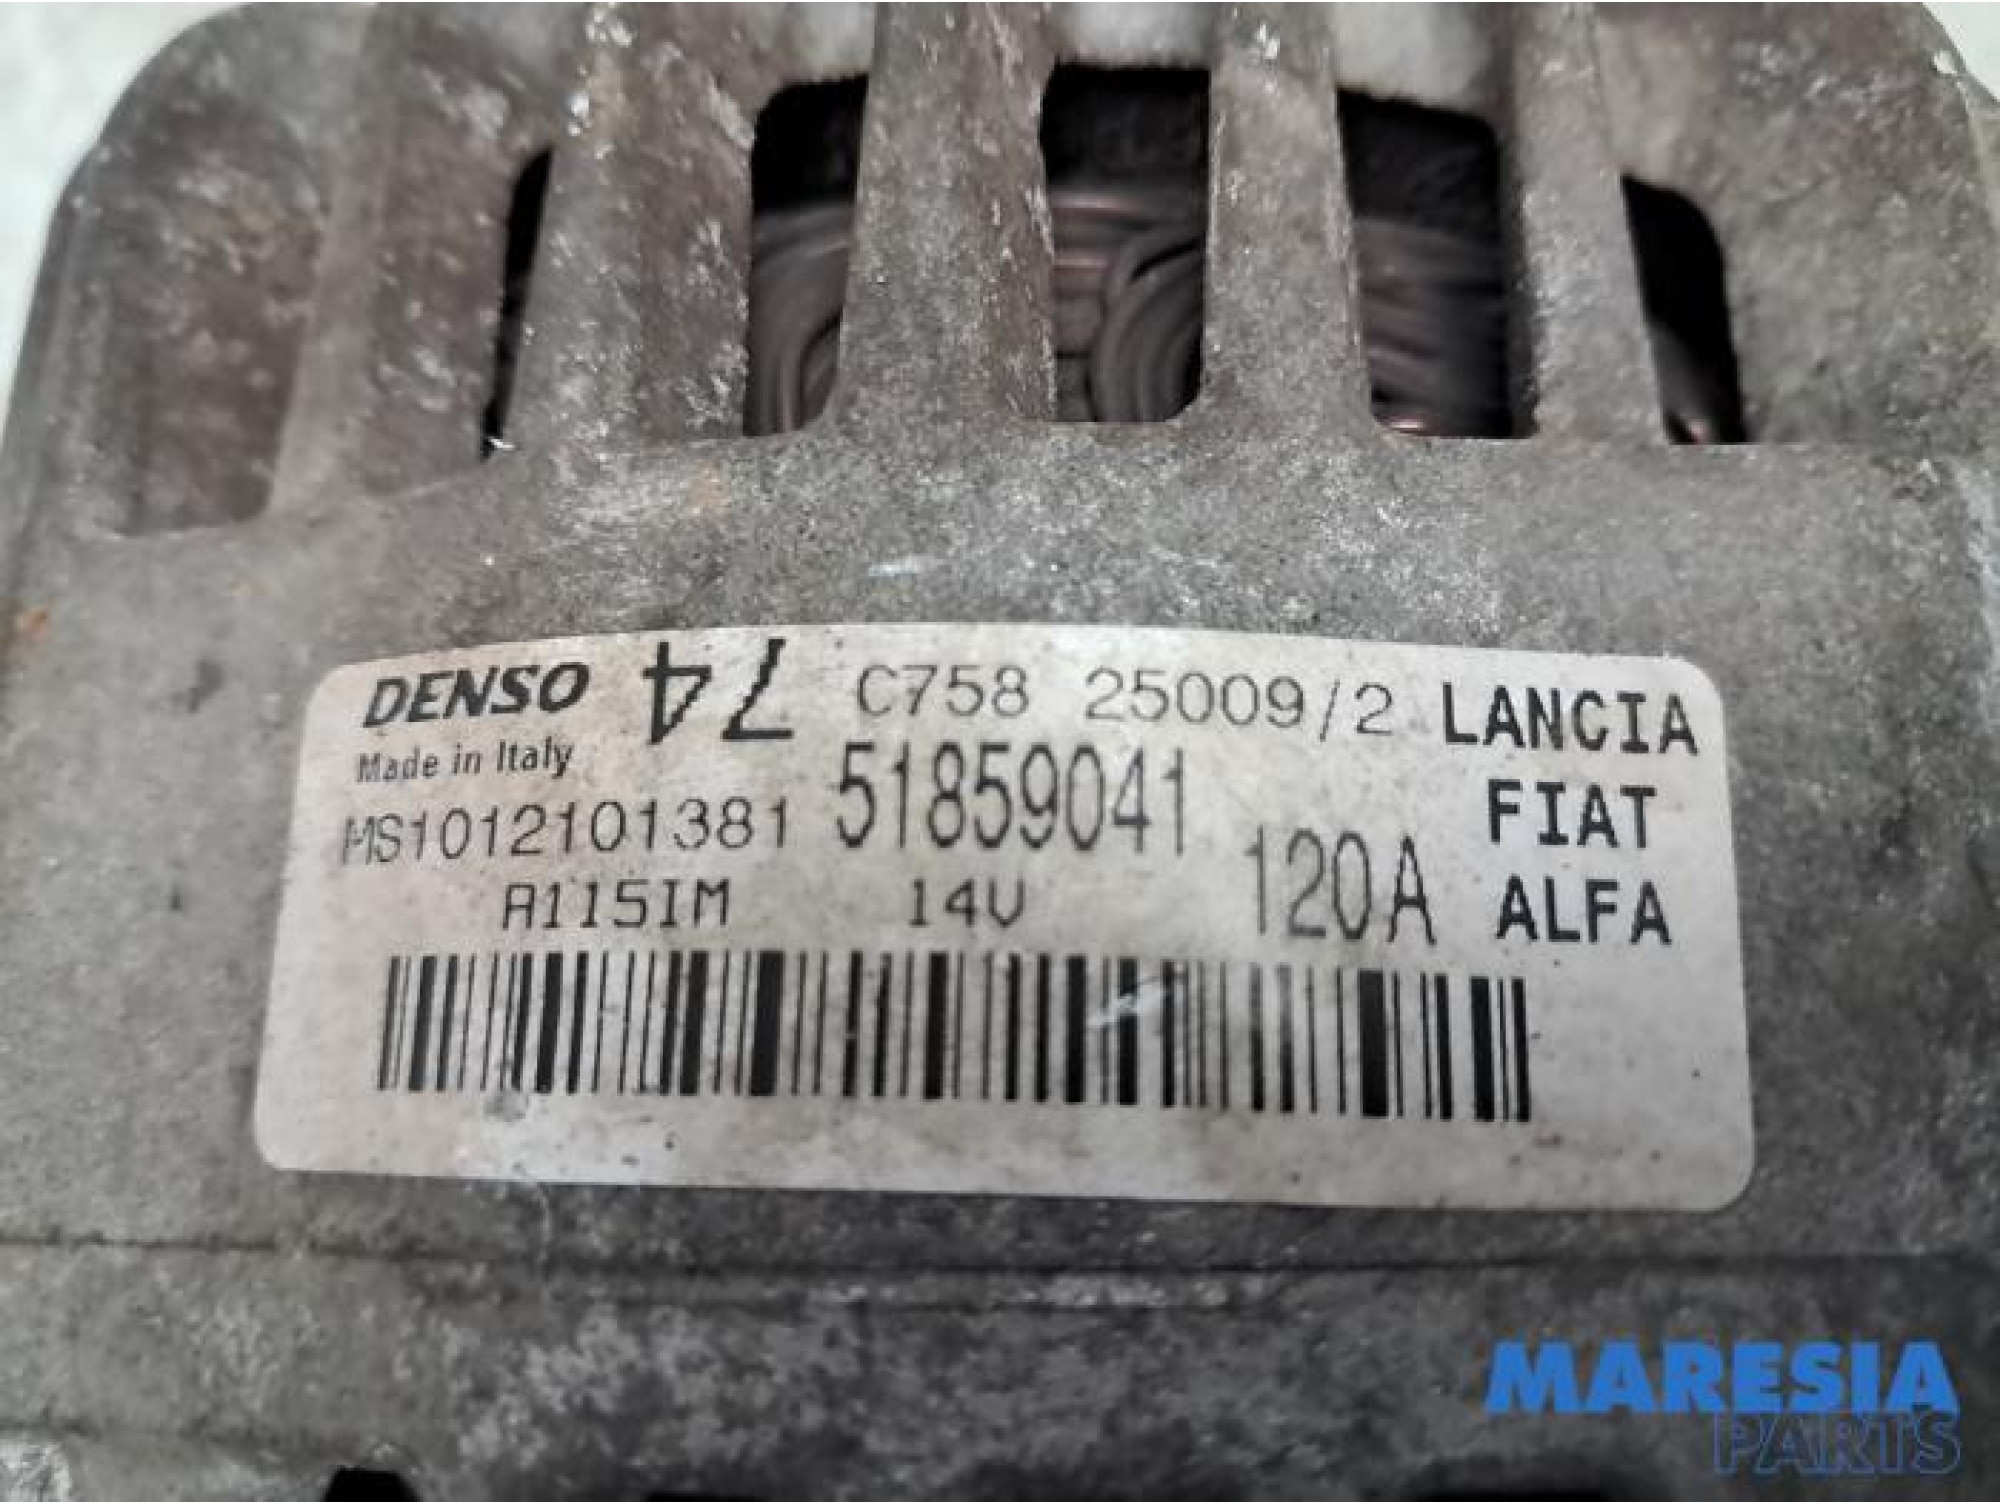 DENSO 74 C758 25009/2 LANCIA
Made in Italy 51859041 FIAT
MS1012101381 120A
A115IM 14V ALFA
MARESIA
PARTS